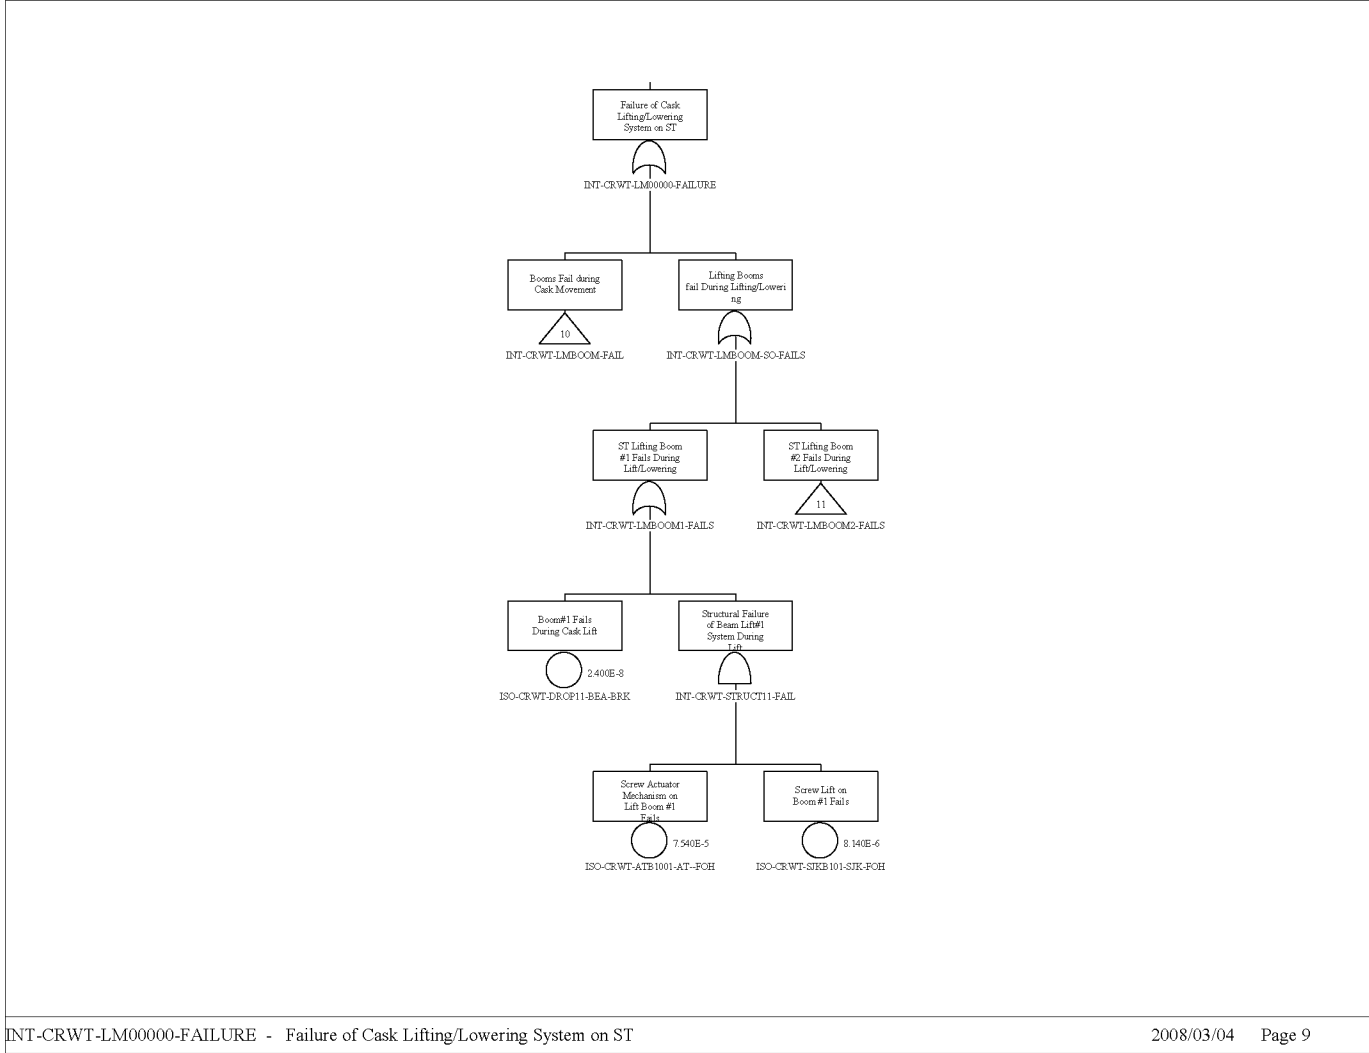 Failure of Cask
Lifting/Lowering
System on ST
INT-CRWT-LM00000-FAILURE
Booms Fail during
Cask Movement
10
INT-CRWT-LMBOOM-FAIL
Lifting Booms
fail During Lifting/Loweri
ng
INT-CRWT-LMBOOM-SO-FAILS
ST Lifting Boom
#1 Fails During
Lift/Lowering
INT-CRWT-LMBOOM1-FAILS
ST Lifting Boom
#2 Fails During
Lift/Lowering
11
INT-CRWT-LMBOOM2-FAILS
Boom#1 Fails
During Cask Lift
2.400E-8
ISO-CRWT-DROP11-BEA-BRK
Structural Failure
of Beam Lift#1
System During
Lift
INT-CRWT-STRUCT11-FAIL
Screw Actuator
Mechanism on
Lift Boom #1
Fails
7.540E-5
ISO-CRWT-ATB1001-AT--FOH
Screw Lift on
Boom #1 Fails
8.140E-6
ISO-CRWT-SJKB101-SJK-FOH
INT-CRWT-LM00000-FAILURE - Failure of Cask Lifting/Lowering System on ST
2008/03/04 Page 9